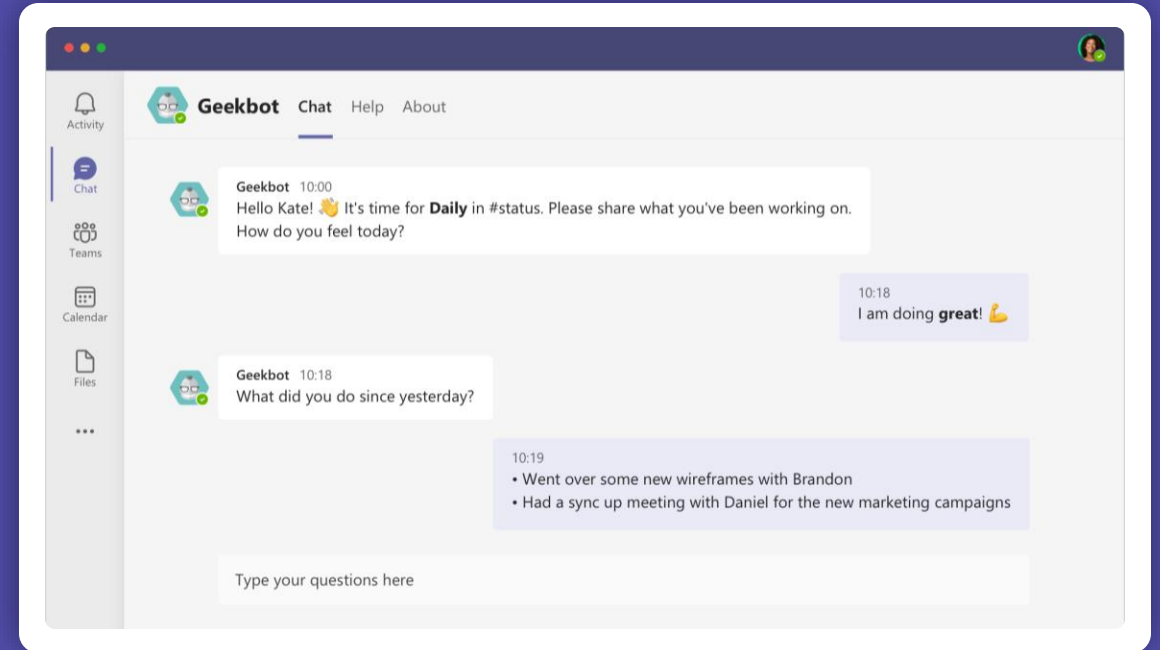 Activity
Chat
Teams
Calendar
Files
Geekbot Chat Help About
Geekbot 10:00
Hello Kate! 👋 It's time for Daily in #status. Please share what you've been working on.
How do you feel today?
10:18
I am doing great! 💪
Geekbot 10:18
What did you do since yesterday?
10:19
• Went over some new wireframes with Brandon
• Had a sync up meeting with Daniel for the new marketing campaigns
Type your questions here